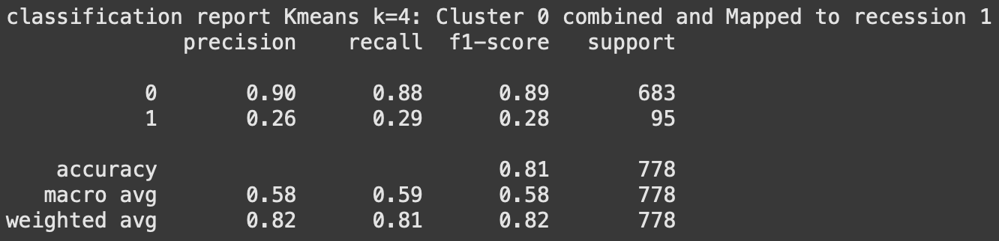 classification report Kmeans k=4: Cluster 0 combined and Mapped to recession 1
precision recall f1-score support
0 0.90 0.88 0.89 683
1 0.26 0.29 0.28 95
accuracy 0.81 778
macro avg 0.58 0.59 0.58 778
weighted avg 0.82 0.81 0.82 778